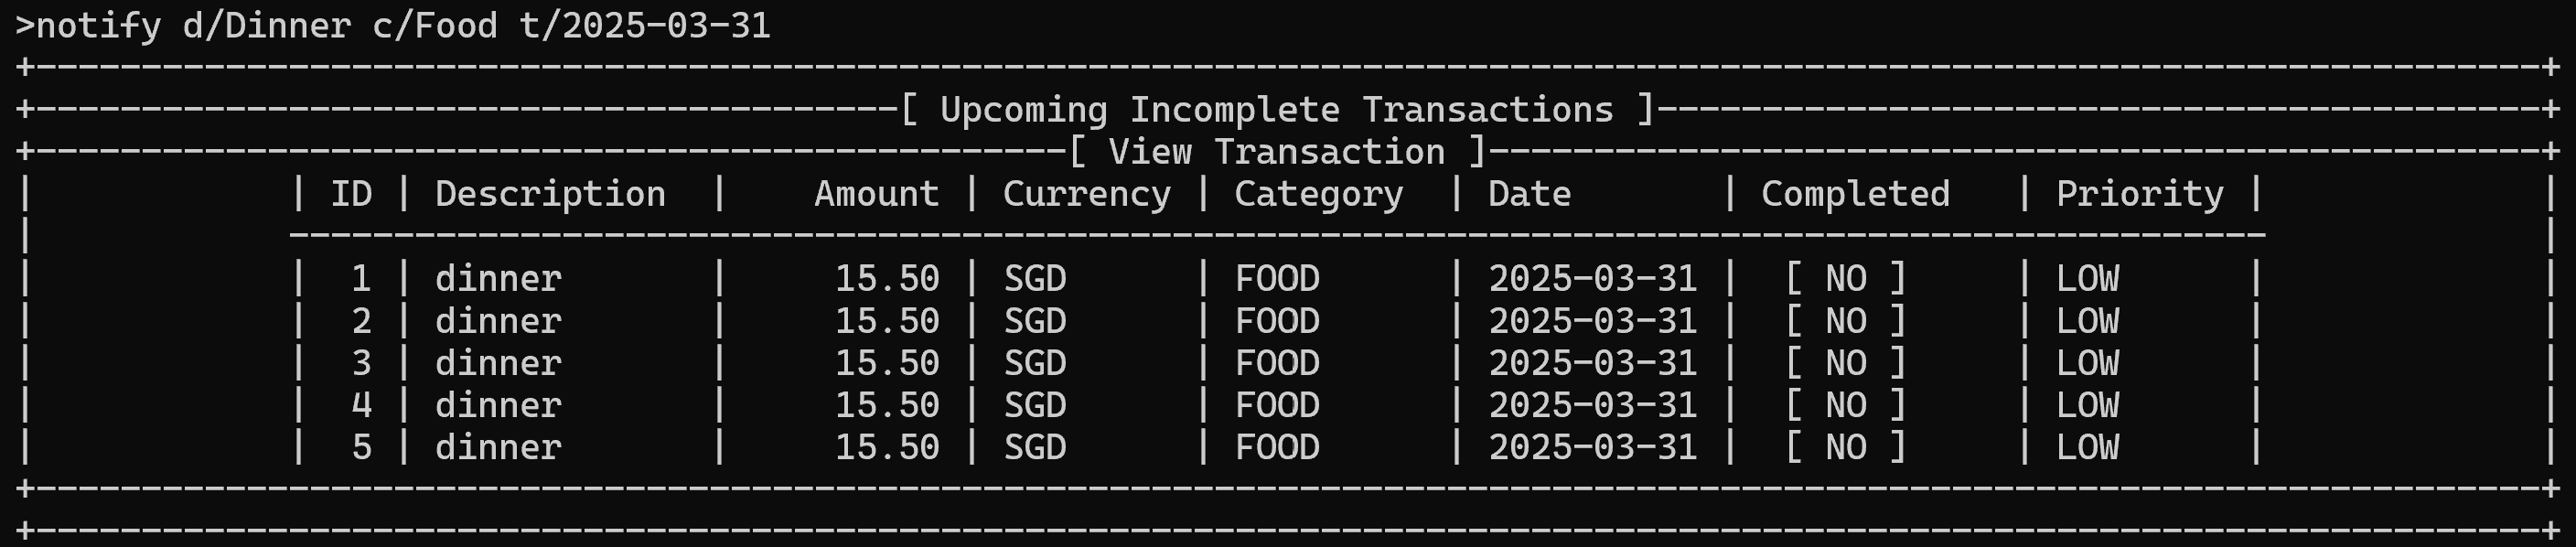 >notify d/Dinner c/Food t/2025-03-31
+-----------------------------------------------------------------------------------------------------------------------+
+-----------------------------------------[ Upcoming Incomplete Transactions ]------------------------------------------+
+-------------------------------------------------[ View Transaction ]--------------------------------------------------+
|            | ID | Description  |    Amount | Currency | Category  | Date       | Completed   | Priority |             |
|            ----------------------------------------------------------------------------------------------             |
|            |  1 | dinner       |     15.50 | SGD      | FOOD      | 2025-03-31 |  [ NO ]     | LOW      |             |
|            |  2 | dinner       |     15.50 | SGD      | FOOD      | 2025-03-31 |  [ NO ]     | LOW      |             |
|            |  3 | dinner       |     15.50 | SGD      | FOOD      | 2025-03-31 |  [ NO ]     | LOW      |             |
|            |  4 | dinner       |     15.50 | SGD      | FOOD      | 2025-03-31 |  [ NO ]     | LOW      |             |
|            |  5 | dinner       |     15.50 | SGD      | FOOD      | 2025-03-31 |  [ NO ]     | LOW      |             |
+-----------------------------------------------------------------------------------------------------------------------+
+-----------------------------------------------------------------------------------------------------------------------+